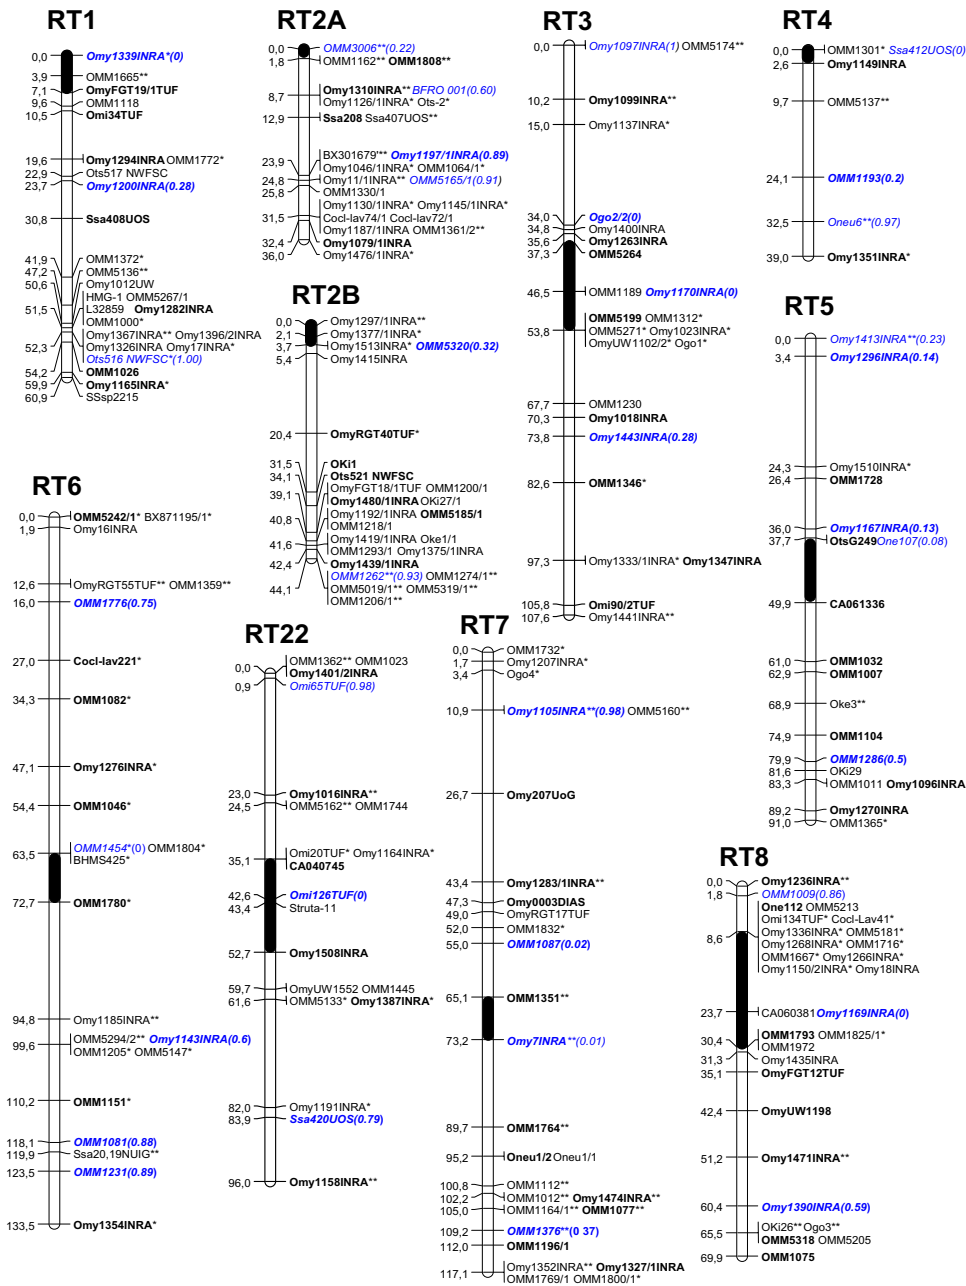 RT1
0,0 Omy1339INRA*(0)
3,9 OMM1665**
7,1 OmyFGT19/1TUF
9,6 OMM1118
10,5 Omi34TUF
19,6 Omy1294INRA OMM1772*
22,9 Ots517 NWFSC
23,7 Omy1200INRA(0.28)
30,8 Ssa408UOS
41,9 OMM1372*
47,2 OMM5136**
50,6 Omy1012UW
HMG-1 OMM5267/1
51,5 L32859 Omy1282INRA
OMM1000*
Omy1367INRA** Omy1396/2INRA
52,3 Omy1326INRA Omy17INRA*
Ots516 NWFSC*(1.00)
54,2 OMM1026
59,9 Omy1165INRA*
60,9 SSsp2215
RT2A
0,0 OMM3006**(0.22)
1,8 OMM1162** OMM1808**
8,7 Omy1310INRA** BFRO 001(0.60)
Omy1126/1INRA* Ots-2*
12,9 Ssa208 Ssa407UOS**
BX301679'** Omy1197/1INRA(0.89)
23,9 Omy1046/1INRA* OMM1064/1*
24,8 Omy11/1INRA** OMM5165/1(0.91)
25,8 OMM1330/1
Omy1130/1INRA* Omy1145/1INRA*
31,5 Cocl-lav74/1 Cocl-lav72/1
Omy1187/1INRA OMM1361/2**
32,4 Omy1079/1INRA
36,0 Omy1476/1INRA*
RT2B
0,0 Omy1297/1INRA**
2,1 Omy1377/1INRA*
3,7 Omy1513INRA* OMM5320(0.32)
5,4 Omy1415INRA
20,4 OmyRGT40TUF*
31,5 OKi1
34,1 Ots521 NWFSC
OmyFGT18/1TUF OMM1200/1
39,1 Omy1480/1INRA OKi27/1
Omy1192/1INRA OMM5185/1
40,8 OMM1218/1
Omy1419/1INRA Oke1/1
41,6 OMM1293/1 Omy1375/1INRA
42,4 Omy1439/1INRA
OMM1262**(0.93) OMM1274/1**
44,1 OMM5019/1** OMM5319/1**
OMM1206/1**
RT3
0,0 Omy1097INRA(1) OMM5174**
10,2 Omy1099INRA**
15,0 Omy1137INRA*
34,0 Ogo2/2(0)
34,8 Omy1400INRA
35,6 Omy1263INRA
37,3 OMM5264
46,5 OMM1189 Omy1170INRA(0)
OMM5199 OMM1312*
53,8 OMM5271* Omy1023INRA*
OmyUW1102/2* Ogo1*
67,7 OMM1230
70,3 Omy1018INRA
73,8 Omy1443INRA(0.28)
82,6 OMM1346*
97,3 Omy1333/1INRA* Omy1347INRA
105,8 Omi90/2TUF
107,6 Omy1441INRA**
RT4
0,0 OMM1301* Ssa412UOS(0)
2,6 Omy1149INRA
9,7 OMM5137**
24,1 OMM1193(0.2)
32,5 Oneu6**(0.97)
39,0 Omy1351INRA*
RT5
0,0 Omy1413INRA**(0.23)
3,4 Omy1296INRA(0.14)
24,3 Omy1510INRA*
26,4 OMM1728
36,0 Omy1167INRA(0.13)
37,7 OtsG249 One107(0.08)
49,9 CA061336
61,0 OMM1032
62,9 OMM1007
68,9 Oke3**
74,9 OMM1104
79,9 OMM1286(0.5)
81,6 OKi29
83,3 OMM1011 Omy1096INRA
89,2 Omy1270INRA
91,0 OMM1365*
RT6
0,0 OMM5242/1* BX871195/1*
1,9 Omy16INRA
12,6 OmyRGT55TUF** OMM1359**
16,0 OMM1776(0.75)
27,0 Cocl-lav221*
34,3 OMM1082*
47,1 Omy1276INRA*
54,4 OMM1046*
63,5 OMM1454*(0) OMM1804*
BHMS425*
72,7 OMM1780*
94,8 Omy1185INRA**
99,6 OMM5294/2** Omy1143INRA(0.6)
OMM1205* OMM5147*
110,2 OMM1151*
118,1 OMM1081(0.88)
119,9 Ssa20,19NUIG**
123,5 OMM1231(0.89)
133,5 Omy1354INRA*
RT22
OMM1362** OMM1023
0,0 Omy1401/2INRA
0,9 Omi65TUF(0.98)
23,0 Omy1016INRA**
24,5 OMM5162** OMM1744
35,1 Omi20TUF* Omy1164INRA*
CA040745
42,6 Omi126TUF(0)
43,4 Struta-11
52,7 Omy1508INRA
59,7 OmyUW1552 OMM1445
61,6 OMM5133* Omy1387INRA*
82,0 Omy1191INRA*
83,9 Ssa420UOS(0.79)
96,0 Omy1158INRA**
RT7
0,0 OMM1732*
1,7 Omy1207INRA*
3,4 Ogo4*
10,9 Omy1105INRA**(0.98) OMM5160**
26,7 Omy207UoG
43,4 Omy1283/1INRA**
47,3 Omy0003DIAS
49,0 OmyRGT17TUF
52,0 OMM1832*
55,0 OMM1087(0.02)
65,1 OMM1351**
73,2 Omy7INRA**(0.01)
89,7 OMM1764**
95,2 Oneu1/2 Oneu1/1
100,8 OMM1112**
102,2 OMM1012** Omy1474INRA**
105,0 OMM1164/1** OMM1077**
109,2 OMM1376**(0 37)
112,0 OMM1196/1
117,1 Omy1352INRA** Omy1327/1INRA
OMM1769/1 OMM1800/1*
RT8
0,0 Omy1236INRA**
1,8 OMM1009(0.86)
One112 OMM5213
Omi134TUF* Cocl-Lav41*
8,6 Omy1336INRA* OMM5181*
Omy1268INRA* OMM1716*
OMM1667* Omy1266INRA*
Omy1150/2INRA* Omy18INRA
23,7 CA060381 Omy1169INRA(0)
30,4 OMM1793 OMM1825/1*
OMM1972
31,3 Omy1435INRA
35,1 OmyFGT12TUF
42,4 OmyUW1198
51,2 Omy1471INRA**
60,4 Omy1390INRA(0.59)
65,5 OKi26** Ogo3**
OMM5318 OMM5205
69,9 OMM1075